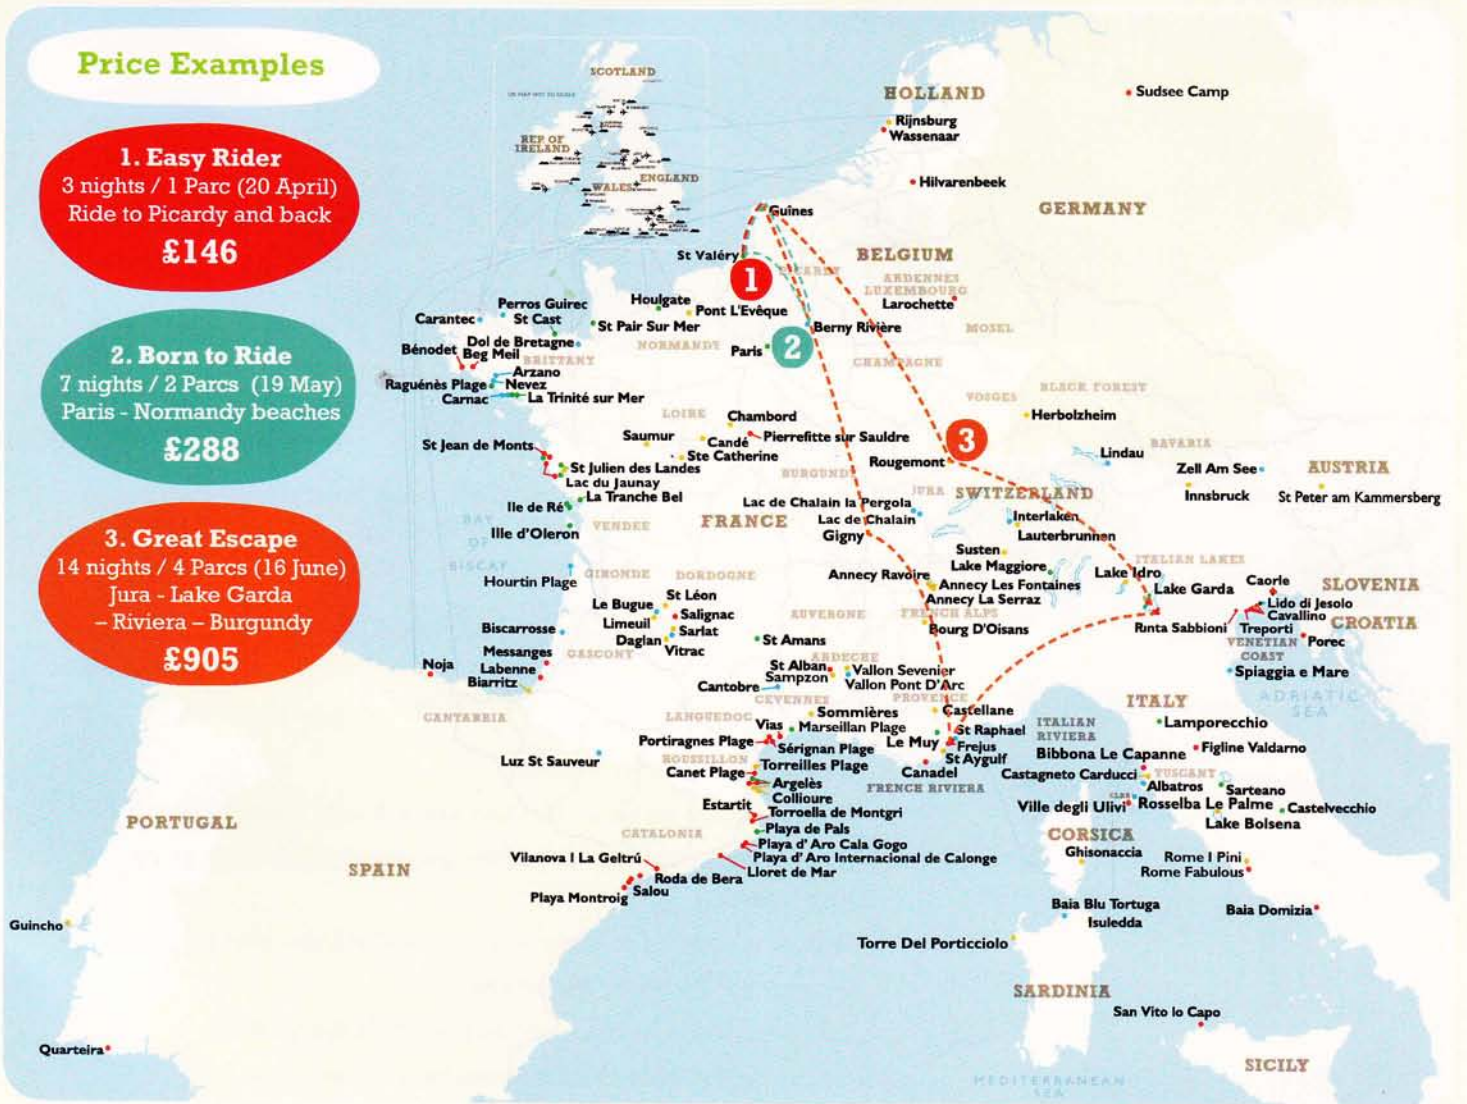 Price Examples
1. Easy Rider
3 nights / 1 Parc (20 April)
Ride to Picardy and back
£146
2. Born to Ride
7 nights / 2 Parcs (19 May)
Paris - Normandy beaches
£288
3. Great Escape
14 nights / 4 Parcs (16 June)
Jura - Lake Garda
– Riviera – Burgundy
£905
SCOTLAND
UK MAP NOT TO SCALE
REP OF
IRELAND
ENGLAND
WALES
HOLLAND
Sudsee Camp
Rijnsburg
Wassenaar
Hilvarenbeek
GERMANY
Guînes
St Valéry
1
PICARDY
BELGIUM
ARDENNES
LUXEMBOURG
Larochette
MOSEL
Perros Guirec
Houlgate
Pont L'Evêque
Carantec
St Cast
St Pair Sur Mer
Berny Rivière
Dol de Bretagne
NORMANDY
Paris
2
Bénodet
Beg Meil
BRITTANY
CHAMPAGNE
Arzano
Raguénès Plage
Nevez
Carnac
La Trinité sur Mer
VOSGES
BLACK FOREST
LOIRE
Chambord
Herbolzheim
Saumur
Candé
Pierrefitte sur Sauldre
3
St Jean de Monts
Ste Catherine
Rougemont
Lindau
BAVARIA
St Julien des Landes
BURGUNDY
Zell Am See
AUSTRIA
Lac du Jaunay
JURA
SWITZERLAND
Innsbruck
St Peter am Kammersberg
La Tranche Bel
Ile de Ré
Lac de Chalain la Pergola
Lac de Chalain
Interlaken
BAY
OF
BISCAY
VENDEE
FRANCE
Ille d'Oleron
Gigny
Lauterbrunnen
Susten
ITALIAN LAKES
Lake Maggiore
Lake Idro
Hourtin Plage
GIRONDE
DORDOGNE
Annecy Ravoire
Annecy Les Fontaines
Annecy La Serraz
Lake Garda
Caorle
SLOVENIA
St Léon
Le Bugue
Salignac
Limeuil
AUVERGNE
FRENCH ALPS
Lido di Jesolo
Cavallino
CROATIA
Biscarrosse
Sarlat
Daglan
Vitrac
St Amans
Bourg D'Oisans
Punta Sabbioni
Treporti
VENETIAN
COAST
Porec
Messanges
GASCONY
ARDECHE
Noja
Labenne
Biarritz
St Alban
Sampzon
Vallon Sevenier
Vallon Pont D'Arc
Spiaggia e Mare
Cantobre
CEVENNES
PROVENCE
ADRIATIC
SEA
CANTABRIA
LANGUEDOC
Sommières
Castellane
ITALY
Vias
Marseillan Plage
St Raphael
ITALIAN
RIVIERA
Lamporecchio
Portiragnes Plage
Sérignan Plage
Le Muy
Frejus
St Aygulf
Bibbona Le Capanne
Figline Valdarno
Luz St Sauveur
ROUSSILLON
Torreilles Plage
Canet Plage
Canadel
Castagneto Carducci
TUSCANY
Argelès
FRENCH RIVIERA
Albatros
Sarteano
Collioure
Estartit
Torroella de Montgri
Ville degli Ulivi
Rosselba Le Palme
Castelvecchio
PORTUGAL
CATALONIA
Playa de Pals
Lake Bolsena
Playa d' Aro Cala Gogo
CORSICA
Vilanova I La Geltrú
Playa d' Aro Internacional de Calonge
Ghisonaccia
Rome I Pini
SPAIN
Lloret de Mar
Rome Fabulous
Roda de Bera
Salou
Playa Montroig
Baia Blu Tortuga
Isuledda
Baia Domizia
Guincho
Torre Del Porticciolo
SARDINIA
San Vito lo Capo
Quarteira
SICILY
MEDITERRANEAN
SEA